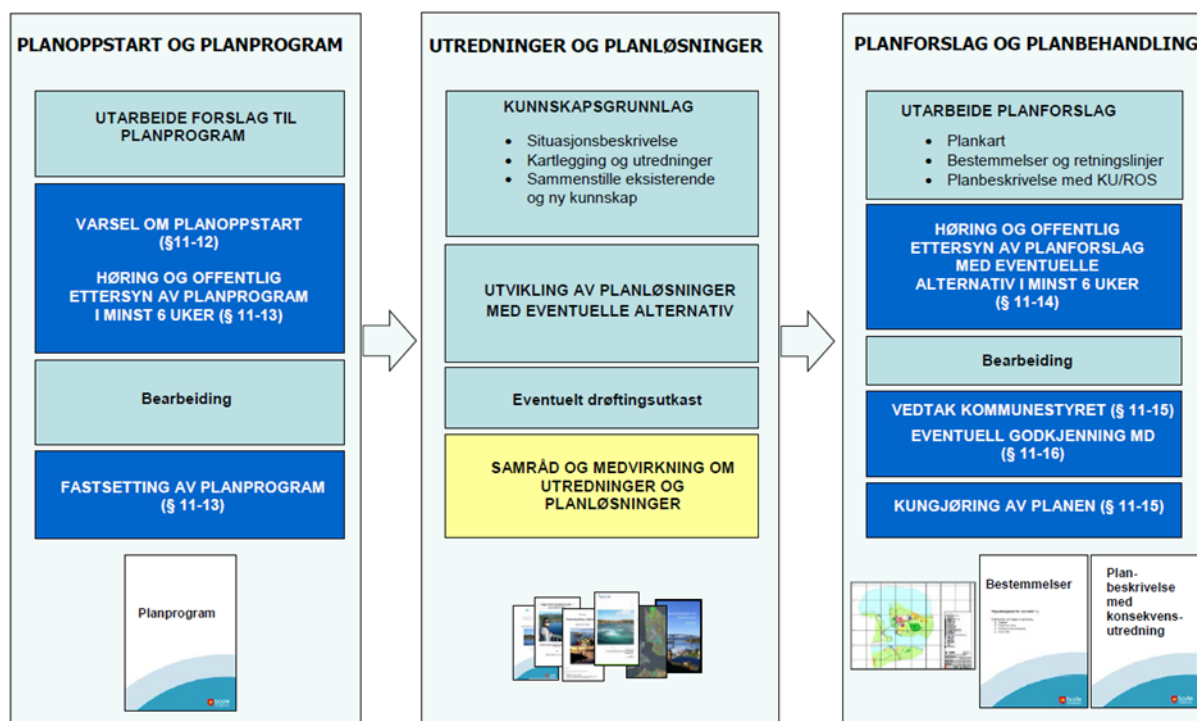 PLANOPPSTART OG PLANPROGRAM
UTARBEIDE FORSLAG TIL
PLANPROGRAM
VARSEL OM PLANOPPSTART
(§11-12)
HØRING OG OFFENTLIG
ETTERSYN AV PLANPROGRAM
I MINST 6 UKER (§ 11-13)
Bearbeiding
FASTSETTING AV PLANPROGRAM
(§ 11-13)
Planprogram
bodø
UTREDNINGER OG PLANLØSNINGER
KUNNSKAPSGRUNNLAG
• Situasjonsbeskrivelse
• Kartlegging og utredninger
• Sammenstille eksisterende
og ny kunnskap
UTVIKLING AV PLANLØSNINGER
MED EVENTUELLE ALTERNATIV
Eventuelt drøftingsutkast
SAMRÅD OG MEDVIRKNING OM
UTREDNINGER OG
PLANLØSNINGER
PLANFORSLAG OG PLANBEHANDLING
UTARBEIDE PLANFORSLAG
• Plankart
• Bestemmelser og retningslinjer
• Planbeskrivelse med KU/ROS
HØRING OG OFFENTLIG
ETTERSYN AV PLANFORSLAG
MED EVENTUELLE
ALTERNATIV I MINST 6 UKER
(§ 11-14)
Bearbeiding
VEDTAK KOMMUNESTYRET (§ 11-15)
EVENTUELL GODKJENNING MD
(§ 11-16)
KUNGJØRING AV PLANEN (§ 11-15)
Bestemmelser
bodø
Plan-
beskrivelse
med
konsekvens-
utredning
bodø